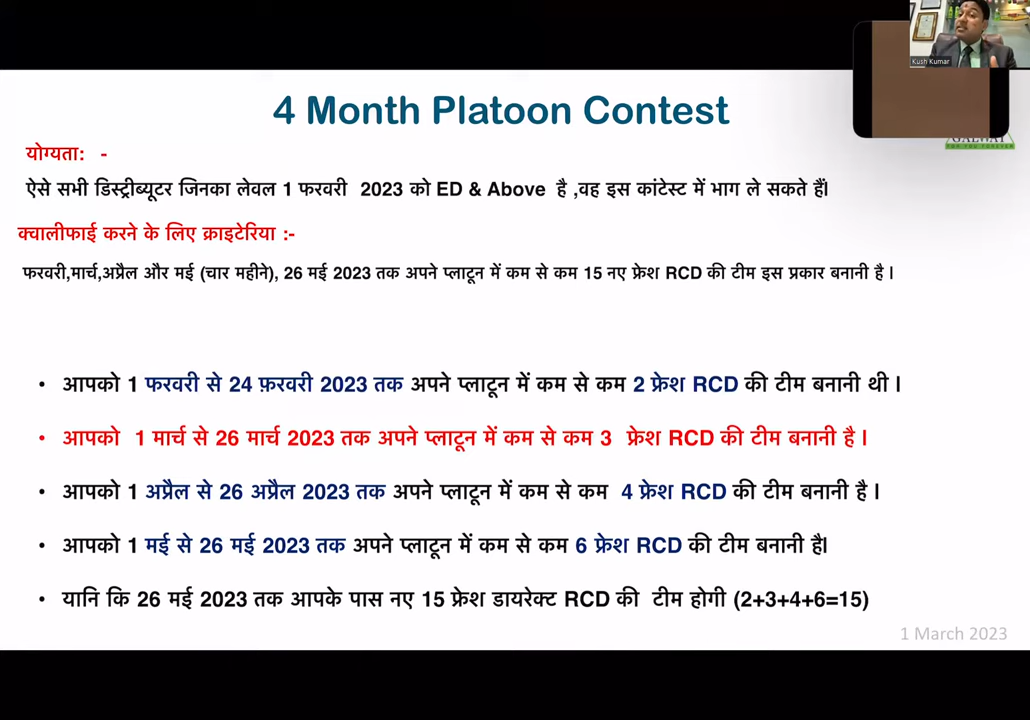 Kush Kumar
4 Month Platoon Contest
FOR YOU FOREVER
योग्यता: -
ऐसे सभी डिस्ट्रीब्यूटर जिनका लेवल 1 फरवरी 2023 को ED & Above है ,वह इस कांटेस्ट में भाग ले सकते हैं।
क्वालीफाई करने के लिए क्राइटेरिया :-
फरवरी,मार्च,अप्रैल और मई (चार महीने), 26 मई 2023 तक अपने प्लाटून में कम से कम 15 नए फ्रेश RCD की टीम इस प्रकार बनानी है ।
• आपको 1 फरवरी से 24 फ़रवरी 2023 तक अपने प्लाटून में कम से कम 2 फ्रेश RCD की टीम बनानी थी ।
• आपको 1 मार्च से 26 मार्च 2023 तक अपने प्लाटून में कम से कम 3 फ्रेश RCD की टीम बनानी है ।
• आपको 1 अप्रैल से 26 अप्रैल 2023 तक अपने प्लाटून में कम से कम 4 फ्रेश RCD की टीम बनानी है ।
• आपको 1 मई से 26 मई 2023 तक अपने प्लाटून में कम से कम 6 फ्रेश RCD की टीम बनानी है।
• यानि कि 26 मई 2023 तक आपके पास नए 15 फ्रेश डायरेक्ट RCD की टीम होगी (2+3+4+6=15)
1 March 2023